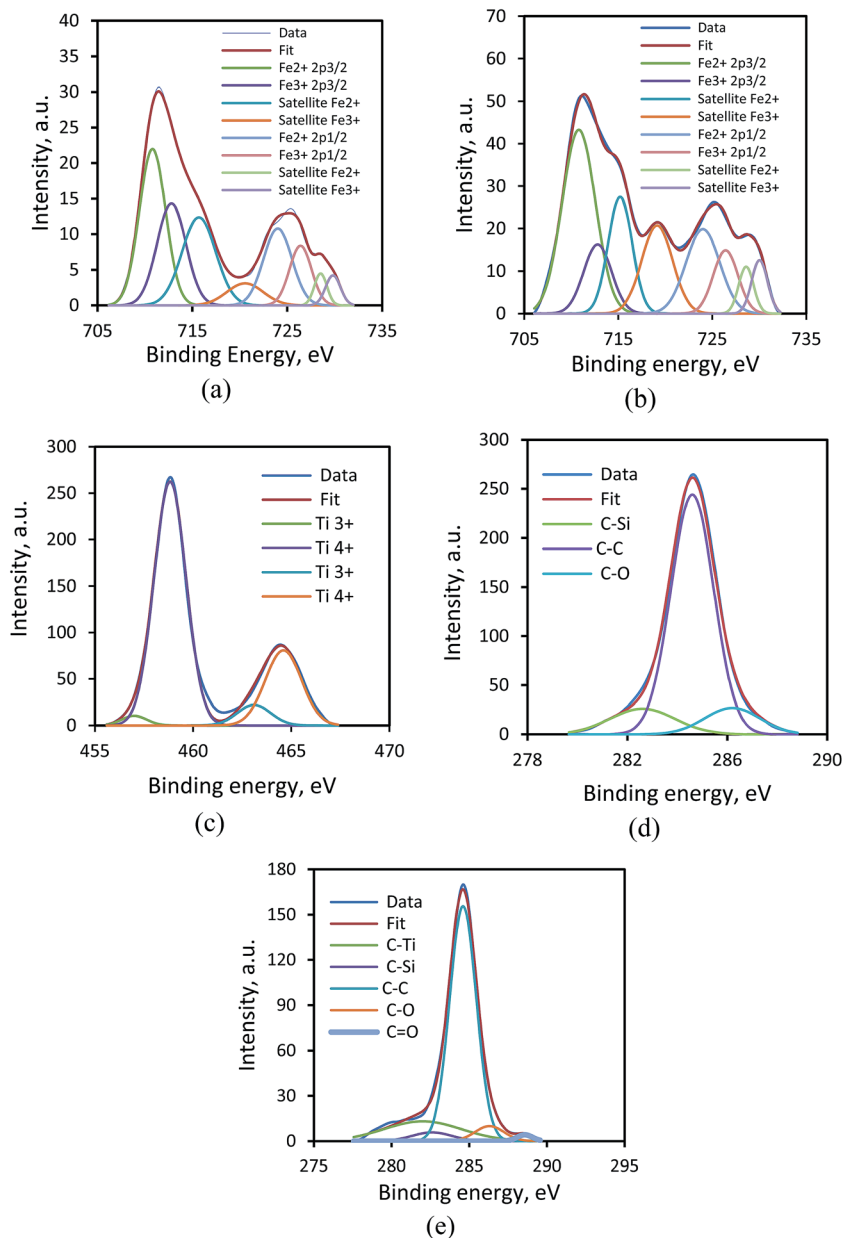 40
35
30
25
20
15
10
5
0
Intensity, a.u.
Data
Fit
Fe2+ 2p3/2
Fe3+ 2p3/2
Satellite Fe2+
Satellite Fe3+
Fe2+ 2p1/2
Fe3+ 2p1/2
Satellite Fe2+
Satellite Fe3+
705 715 725 735
Binding Energy, eV
(a)
70
60
50
40
30
20
10
0
Intensity, a.u.
Data
Fit
Fe2+ 2p3/2
Fe3+ 2p3/2
Satellite Fe2+
Satellite Fe3+
Fe2+ 2p1/2
Fe3+ 2p1/2
Satellite Fe2+
Satellite Fe3+
705 715 725 735
Binding energy, eV
(b)
300
250
200
150
100
50
0
Intensity, a.u.
Data
Fit
Ti 3+
Ti 4+
Ti 3+
Ti 4+
455 460 465 470
Binding energy, eV
(c)
300
250
200
150
100
50
0
Intensity, a.u.
Data
Fit
C-Si
C-C
C-O
278 282 286 290
Binding energy, eV
(d)
180
150
120
90
60
30
0
Intensity, a.u.
Data
Fit
C-Ti
C-Si
C-C
C-O
C=O
275 280 285 290 295
Binding energy, eV
(e)